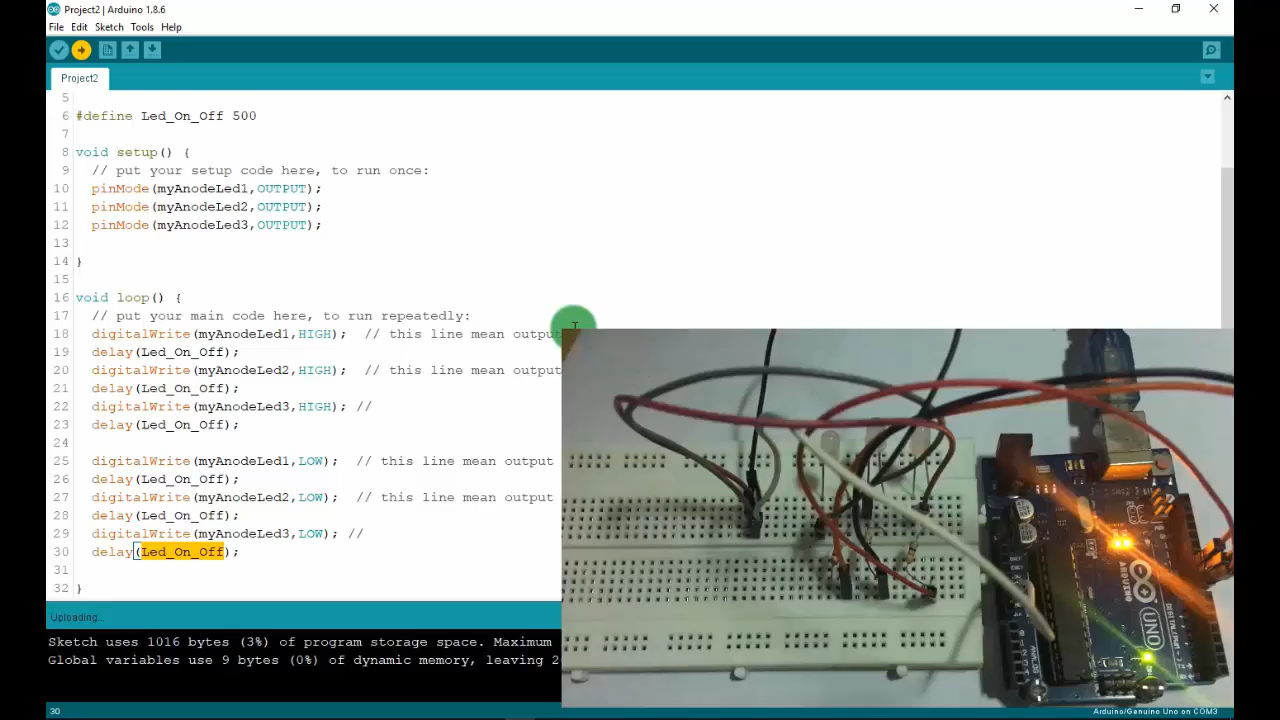 Project2 | Arduino 1.8.6
File Edit Sketch Tools Help
Project2
5
6 #define Led_On_Off 500
7
8 void setup() {
9 // put your setup code here, to run once:
10 pinMode(myAnodeLed1,OUTPUT);
11 pinMode(myAnodeLed2,OUTPUT);
12 pinMode(myAnodeLed3,OUTPUT);
13
14 }
15
16 void loop() {
17 // put your main code here, to run repeatedly:
18 digitalWrite(myAnodeLed1,HIGH); // this line mean output
19 delay(Led_On_Off);
20 digitalWrite(myAnodeLed2,HIGH); // this line mean output
21 delay(Led_On_Off);
22 digitalWrite(myAnodeLed3,HIGH); //
23 delay(Led_On_Off);
24
25 digitalWrite(myAnodeLed1,LOW); // this line mean output
26 delay(Led_On_Off);
27 digitalWrite(myAnodeLed2,LOW); // this line mean output
28 delay(Led_On_Off);
29 digitalWrite(myAnodeLed3,LOW); //
30 delay(Led_On_Off);
31
32 }
Uploading...
Sketch uses 1016 bytes (3%) of program storage space. Maximum
Global variables use 9 bytes (0%) of dynamic memory, leaving 2
ARDUINO
UNO
ANALOG
30
Arduino/Genuino Uno on COM3